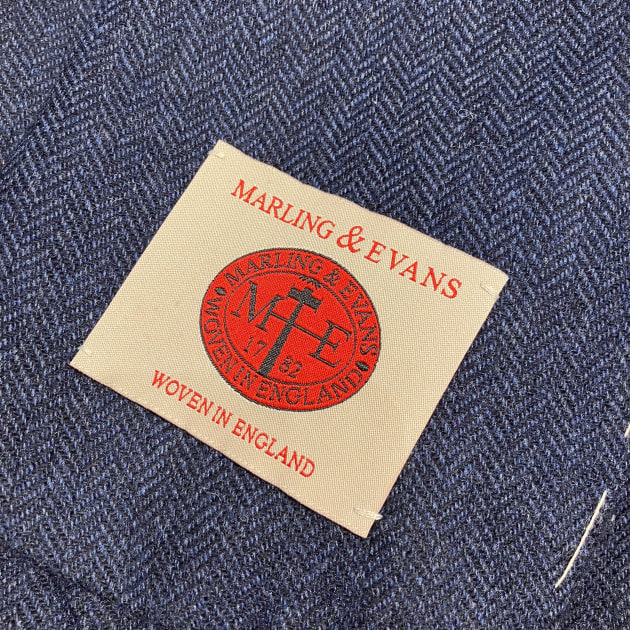 MARLING & EVANS
MARLING & EVANS
M E
17 82
WOVEN IN ENGLAND
WOVEN IN ENGLAND